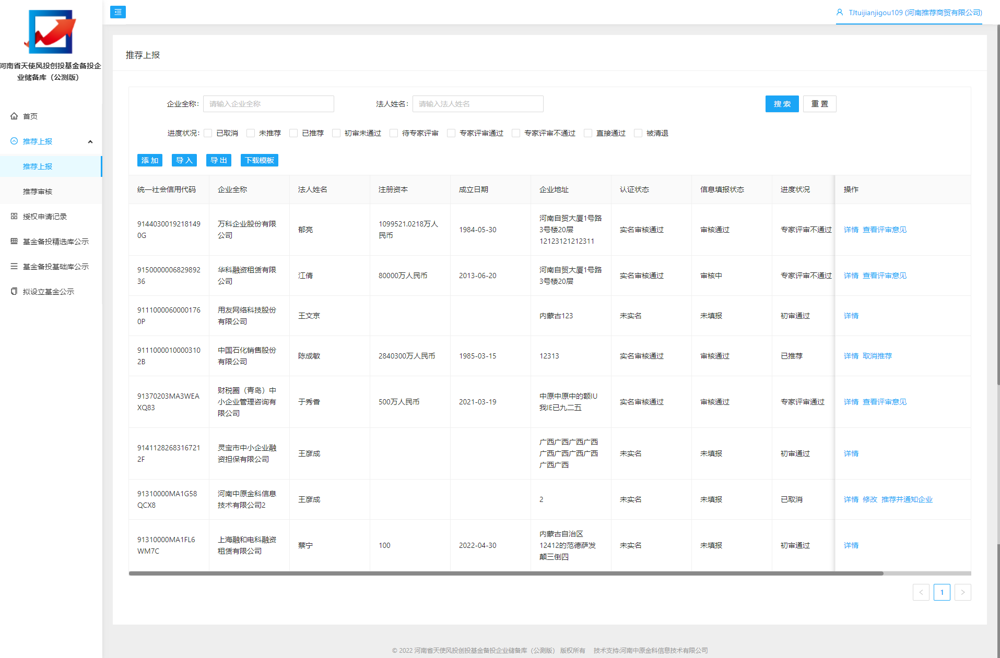 河南省天使风投创投基金备投企
业储备库（公测版）
首页
推荐上报
推荐上报
推荐审核
授权申请记录
基金备投精选库公示
基金备投基础库公示
拟设立基金公示
TJtuijianjigou109 (河南推荐商贸有限公司)
推荐上报
企业全称: 请输入企业全称 法人姓名: 请输入法人姓名 搜 索 重 置
进度状况: 已取消 未推荐 已推荐 初审未通过 待专家评审 专家评审通过 专家评审不通过 直接通过 被清退
添 加 导 入 导 出 下载模板
统一社会信用代码 企业全称 法人姓名 注册资本 成立日期 企业地址 认证状态 信息填报状态 进度状况 操作
9144030019218149
0G
万科企业股份有限
公司
郁亮
1099521.0218万人
民币
1984-05-30
河南自贸大厦1号路
3号楼20层
12123121212311
实名审核通过
审核通过
专家评审不通过
详情 查看评审意见
9150000006829892
36
华科融资租赁有限
公司
江倩
80000万人民币
2013-06-20
河南自贸大厦1号路
3号楼20层
实名审核通过
审核中
专家评审不通过
详情 查看评审意见
9111000060000176
0P
用友网络科技股份
有限公司
王文京
内蒙古123
未实名
未填报
初审通过
详情
9111000010000310
2B
中国石化销售股份
有限公司
陈成敏
2840300万人民币
1985-03-15
12313
实名审核通过
审核通过
已推荐
详情 取消推荐
91370203MA3WEA
XQ83
财税圈（青岛）中
小企业管理咨询有
限公司
于秀香
500万人民币
2021-03-19
中原中原中的额IU
我IE已九二五
实名审核通过
审核通过
专家评审通过
详情 查看评审意见
9141128268316721
2F
灵宝市中小企业融
资担保有限公司
王彦成
广西广西广西广西
广西广西广西广西
广西广西
未实名
未填报
初审通过
详情
91310000MA1G58
QCX8
河南中原金科信息
技术有限公司2
王彦成
2
未实名
未填报
已取消
详情 修改 推荐并通知企业
91310000MA1FL6
WM7C
上海融和电科融资
租赁有限公司
蔡宁
100
2022-04-30
内蒙古自治区
12412的范德萨发
颠三倒四
未实名
未填报
初审通过
详情
< 1 >
© 2022 河南省天使风投创投基金备投企业储备库（公测版） 版权所有 技术支持:河南中原金科信息技术有限公司